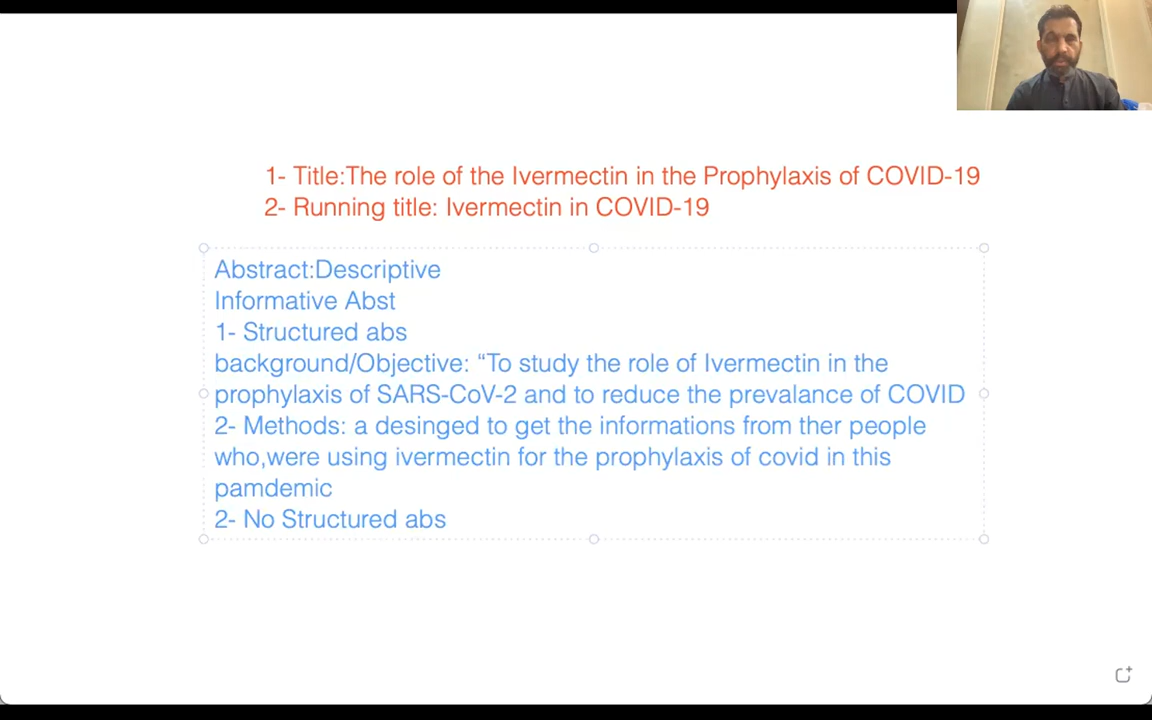 1- Title:The role of the Ivermectin in the Prophylaxis of COVID-19
2- Running title: Ivermectin in COVID-19
Abstract:Descriptive
Informative Abst
1- Structured abs
background/Objective: “To study the role of Ivermectin in the
prophylaxis of SARS-CoV-2 and to reduce the prevalance of COVID
2- Methods: a desinged to get the informations from ther people
who,were using ivermectin for the prophylaxis of covid in this
pamdemic
2- No Structured abs